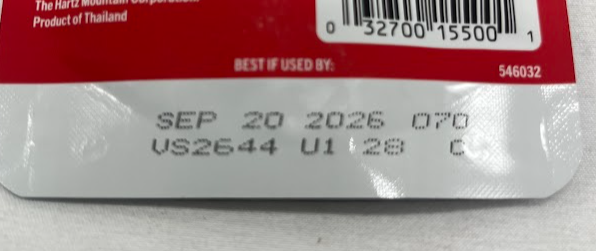 The Hartz Mountain Corporation
Product of Thailand
0 32700 15500 1
BEST IF USED BY:
546032
SEP 20 2026 070
VS2644 U1 28 C